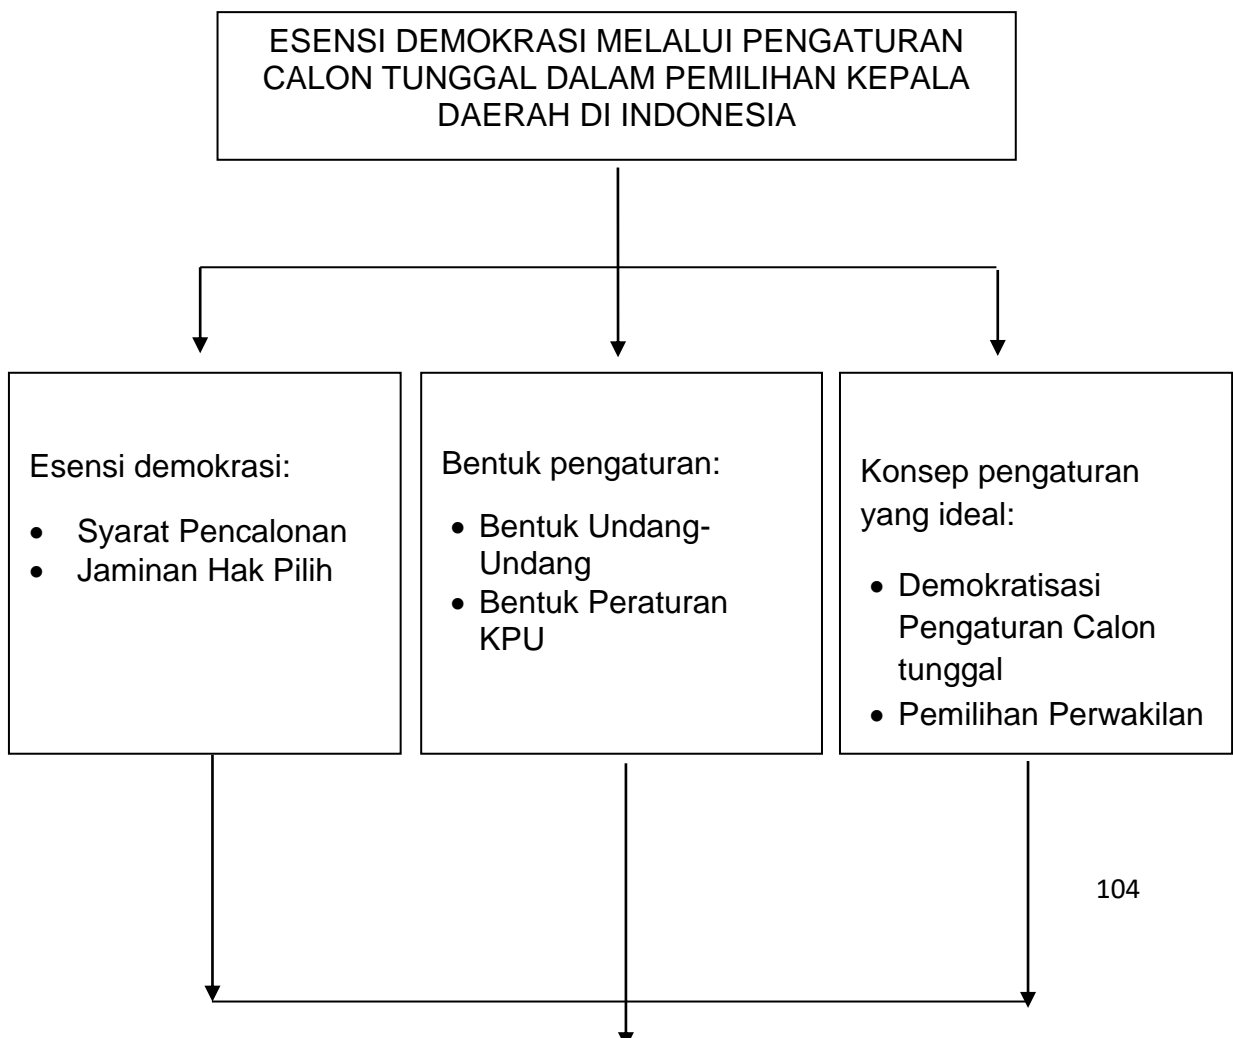 ESENSI DEMOKRASI MELALUI PENGATURAN
CALON TUNGGAL DALAM PEMILIHAN KEPALA
DAERAH DI INDONESIA
Esensi demokrasi:
• Syarat Pencalonan
• Jaminan Hak Pilih
Bentuk pengaturan:
• Bentuk Undang-
Undang
• Bentuk Peraturan
KPU
Konsep pengaturan
yang ideal:
• Demokratisasi
Pengaturan Calon
tunggal
• Pemilihan Perwakilan
104